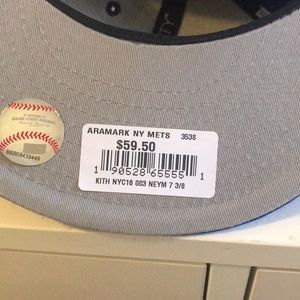 ARAMARK NY METS 3538
$59.50
1 90528 65555 1
KITH NYC16 003 NEYM 7 3/8